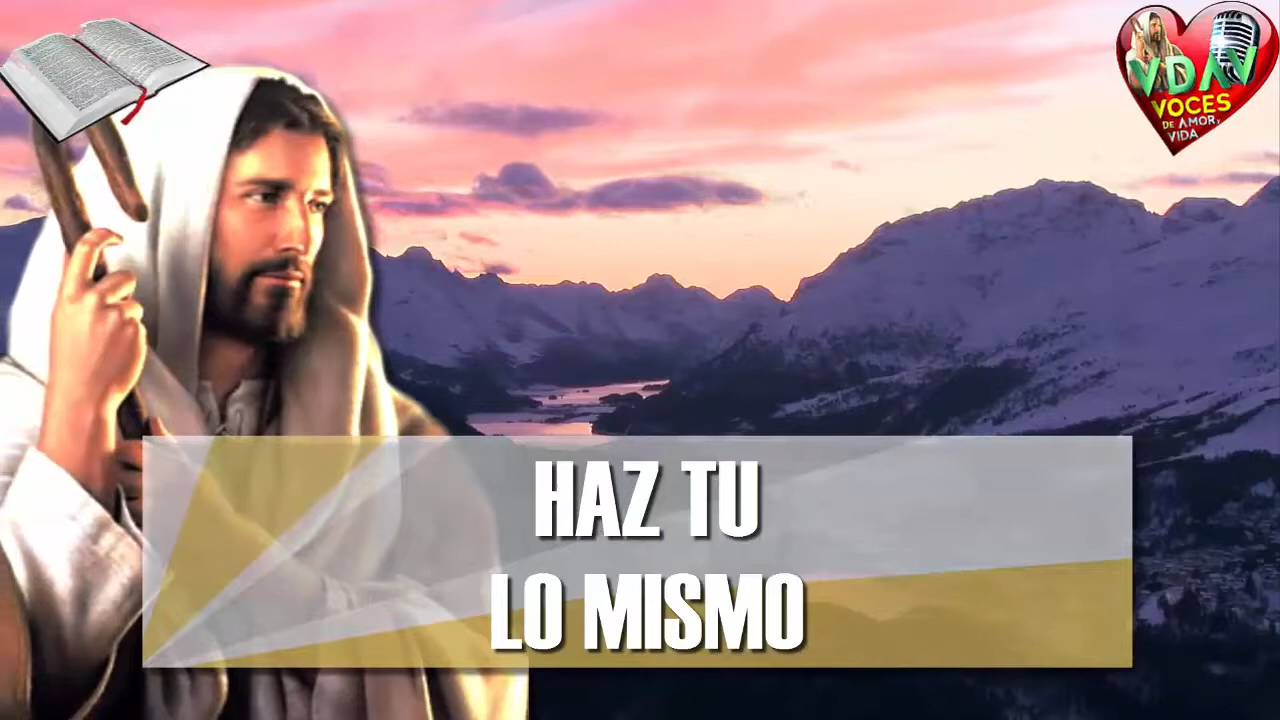 VDAV
VOCES
DE AMOR Y
VIDA
HAZ TU
LO MISMO